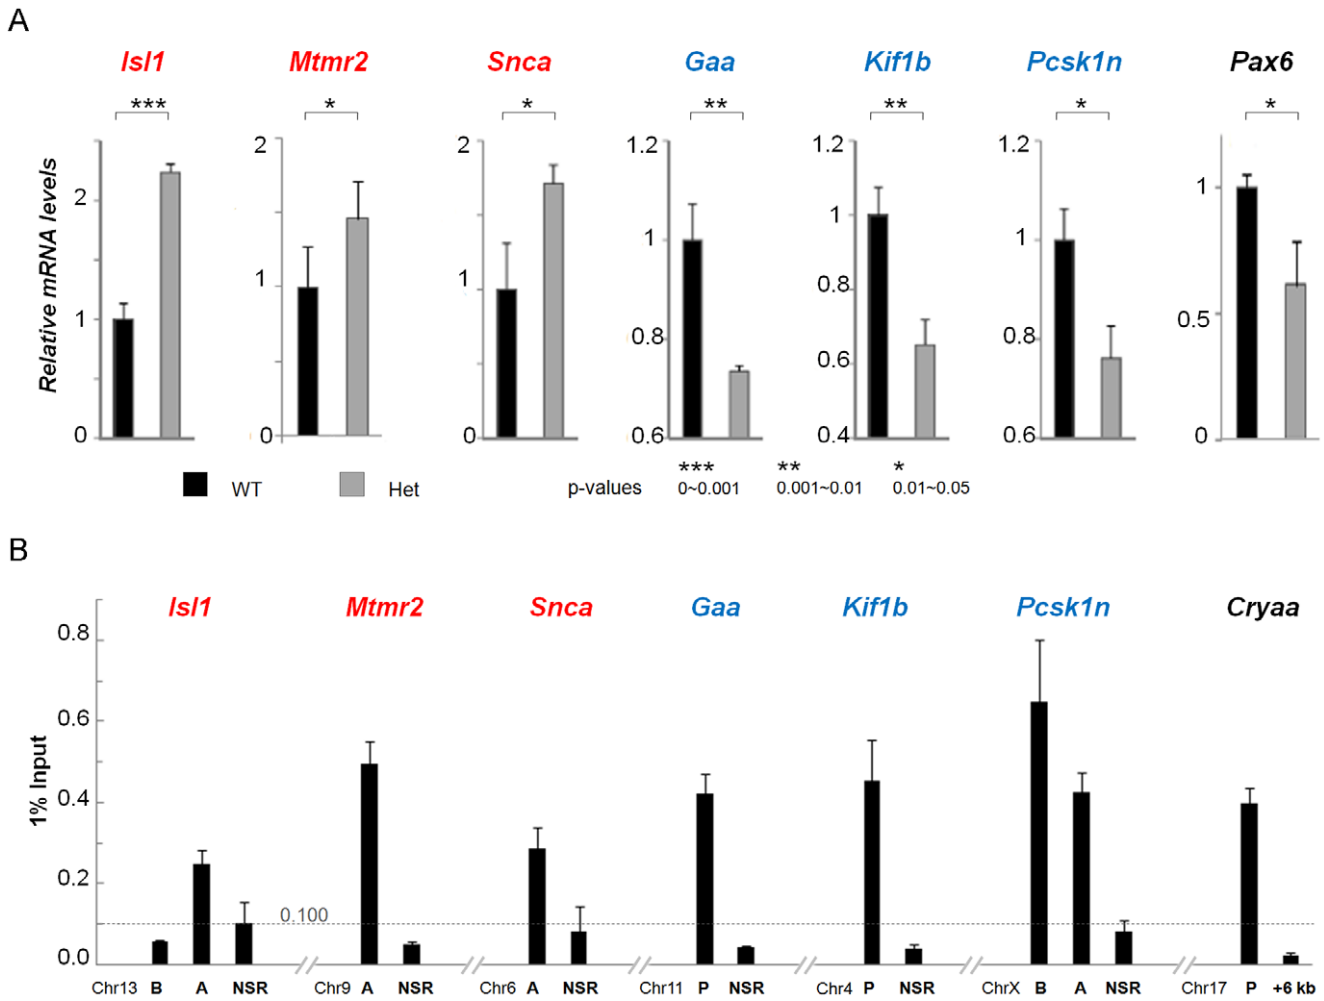 A
Isl1 Mtmr2 Snca Gaa Kif1b Pcsk1n Pax6
*** * * ** ** * *
Relative mRNA levels
2 1 0
2 1 0
2 1 0
1.2 1 0.8 0.6
1.2 1 0.8 0.6 0.4
1.2 1 0.8 0.6
1 0.5 0
WT Het p-values
*** ** *
0~0.001 0.001~0.01 0.01~0.05
B
Isl1 Mtmr2 Snca Gaa Kif1b Pcsk1n Cryaa
1% Input
0.8
0.6
0.4
0.2
0.100
0.0
Chr13 B A NSR Chr9 A NSR Chr6 A NSR Chr11 P NSR Chr4 P NSR ChrX B A NSR Chr17 P +6 kb